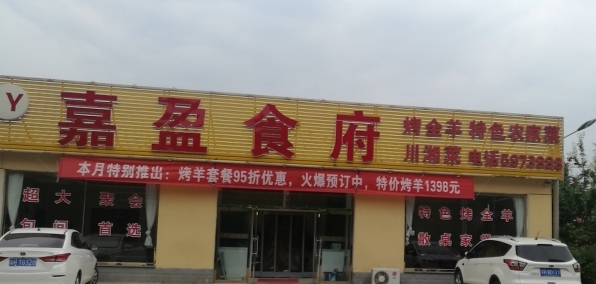 Y
嘉盈食府
烤全羊 特色农家菜
川湘菜 电话
本月特别推出：烤羊套餐95折优惠，火爆预订中，特价烤羊1398元
超大 聚会
包间 首选
特色烤全羊
散桌家